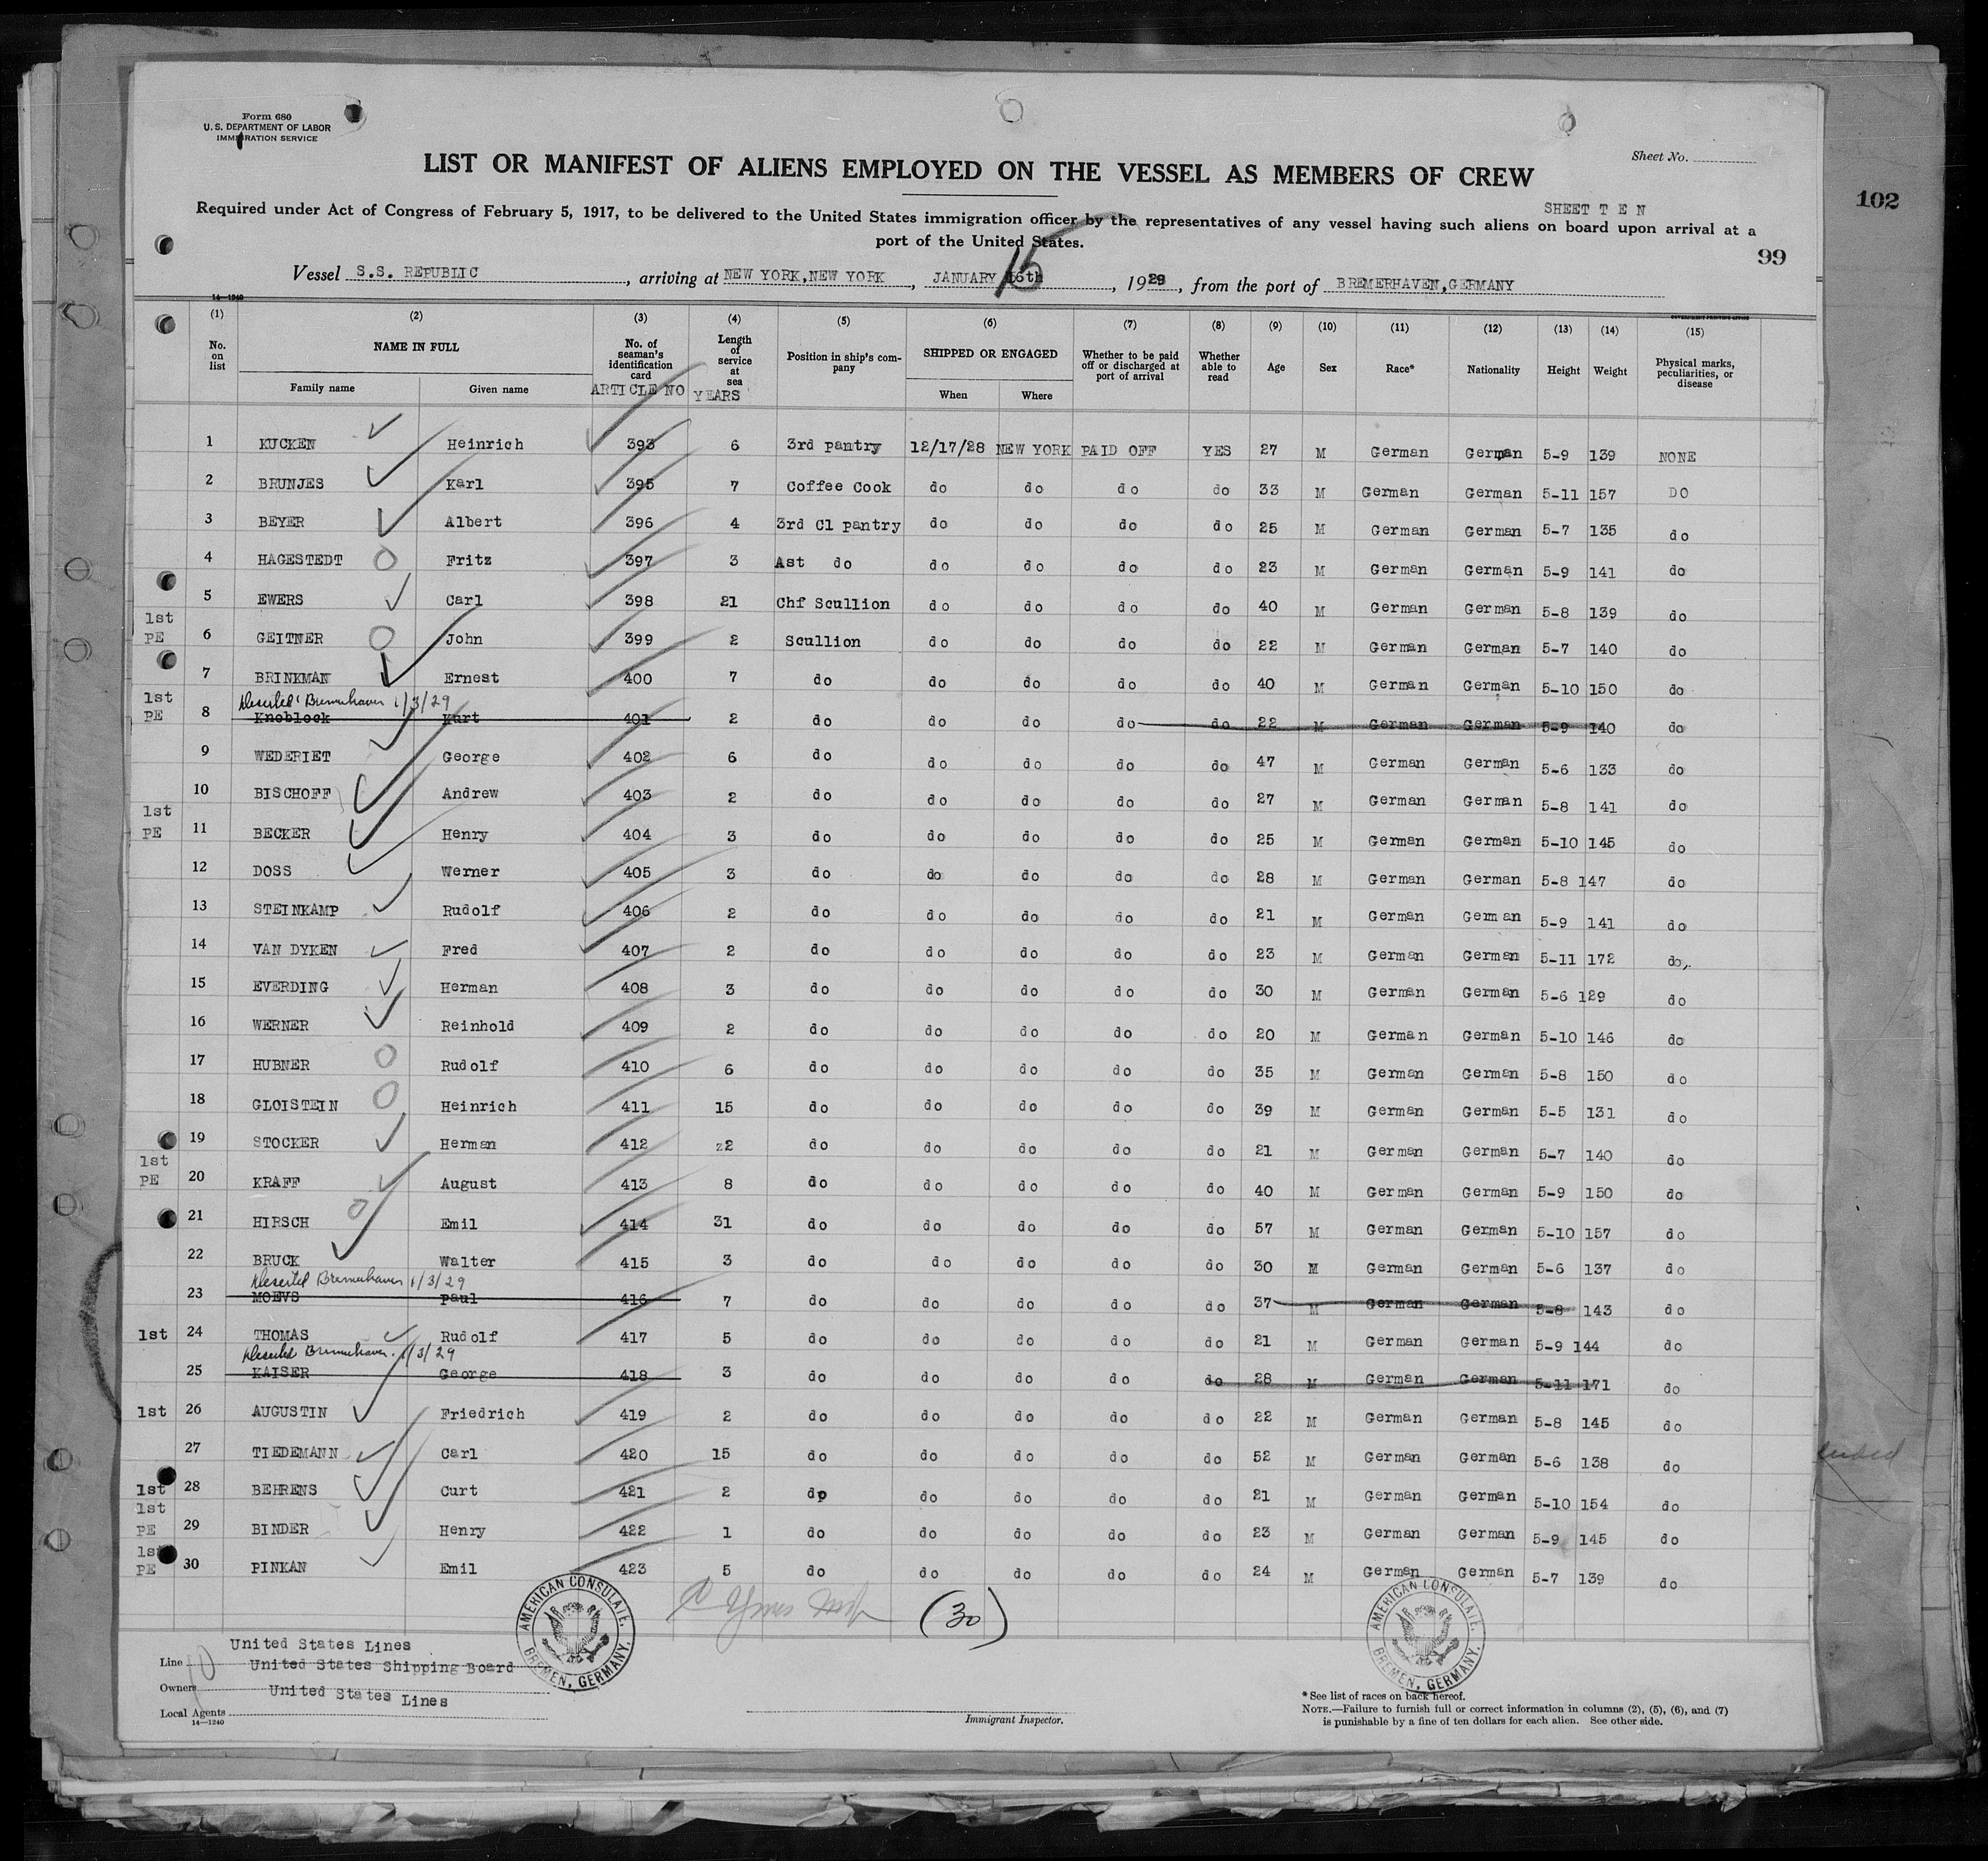 Form 680
U. S. DEPARTMENT OF LABOR
IMMIGRATION SERVICE
Sheet No.
LIST OR MANIFEST OF ALIENS EMPLOYED ON THE VESSEL AS MEMBERS OF CREW
102
SHEET T E N
Required under Act of Congress of February 5, 1917, to be delivered to the United States immigration officer by the representatives of any vessel having such aliens on board upon arrival at a
port of the United States.
99
15
Vessel S.S. REPUBLIC, arriving at NEW YORK,NEW YORK, JANUARY 16th, 1929, from the port of BREMERHAVEN,GERMANY
14—1240
(1) (2) (3) (4) (5) (6) (7) (8) (9) (10) (11) (12) (13) (14) (15)
No. on list NAME IN FULL Family name Given name No. of seaman's identification card ARTICLE NO Length of service at sea YEARS Position in ship's company SHIPPED OR ENGAGED When Where Whether to be paid off or discharged at port of arrival Whether able to read Age Sex Race* Nationality Height Weight Physical marks, peculiarities, or disease
1 KUCKEN Heinrich 393 6 3rd pantry 12/17/28 NEW YORK PAID OFF YES 27 M German German 5-9 139 NONE
2 BRUNJES Karl 395 7 Coffee Cook do do do do 33 M German German 5-11 157 DO
3 BEYER Albert 396 4 3rd Cl pantry do do do do 25 M German German 5-7 135 do
4 HAGESTEDT Fritz 397 3 Ast do do do do do 23 M German German 5-9 141 do
5 EWERS Carl 398 21 Chf Scullion do do do do 40 M German German 5-8 139 do
1st PE 6 GEITNER John 399 2 Scullion do do do do 22 M German German 5-7 140 do
7 BRINKMAN Ernest 400 7 do do do do do 40 M German German 5-10 150 do
Deserted Bremerhaven 1/3/29
1st PE 8 Knoblock Kurt 401 2 do do do do do 22 M German German 5-9 140 do
9 WEDERIET George 402 6 do do do do do 47 M German German 5-6 133 do
10 BISCHOFF Andrew 403 2 do do do do do 27 M German German 5-8 141 do
1st PE 11 BECKER Henry 404 3 do do do do do 25 M German German 5-10 145 do
12 DOSS Werner 405 3 do do do do do 28 M German German 5-8 147 do
13 STEINKAMP Rudolf 406 2 do do do do do 21 M German Gem an 5-9 141 do
14 VAN DYKEN Fred 407 2 do do do do do 23 M German German 5-11 172 do
15 EVERDING Herman 408 3 do do do do do 30 M German German 5-6 129 do
16 WERNER Reinhold 409 2 do do do do do 20 M German German 5-10 146 do
17 HUBNER Rudolf 410 6 do do do do do 35 M German German 5-8 150 do
18 GLOISTEIN Heinrich 411 15 do do do do do 39 M German German 5-5 131 do
19 STOCKER Herman 412 2 do do do do do 21 M German German 5-7 140 do
1st PE 20 KRAFF August 413 8 do do do do do 40 M German German 5-9 150 do
21 HIRSCH Emil 414 31 do do do do do 57 M German German 5-10 157 do
22 BRUCK Walter 415 3 do do do do do 30 M German German 5-6 137 do
Deserted Bremerhaven 1/3/29
23 MOEVS Paul 416 7 do do do do do 37 M German German 5-8 143 do
1st 24 THOMAS Rudolf 417 5 do do do do do 21 M German German 5-9 144 do
Deserted Bremerhaven 1/3/29
25 KAISER George 418 3 do do do do do 28 M German German 5-11 171 do
1st 26 AUGUSTIN Friedrich 419 2 do do do do do 22 M German German 5-8 145 do
27 TIEDEMANN Carl 420 15 do do do do do 52 M German German 5-6 138 do
1st 28 BEHRENS Curt 421 2 do do do do do 21 M German German 5-10 154 do
1st PE 29 BINDER Henry 422 1 do do do do do 23 M German German 5-9 145 do
1st PE 30 PINKAN Emil 423 5 do do do do do 24 M German German 5-7 139 do
(30)
AMERICAN CONSULATE, BREMEN, GERMANY.
AMERICAN CONSULATE, BREMEN, GERMANY.
United States Lines
Line United States Shipping Board
Owners United States Lines
Local Agents
14—1240
Immigrant Inspector.
* See list of races on back hereof.
NOTE.—Failure to furnish full or correct information in columns (2), (5), (6), and (7)
is punishable by a fine of ten dollars for each alien. See other side.